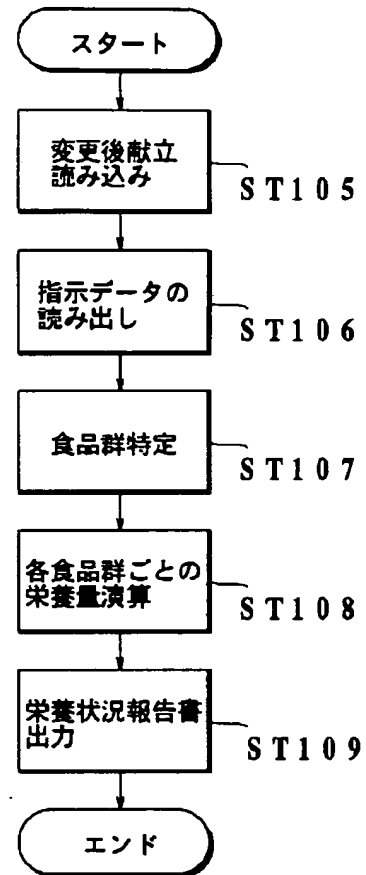 スタート
変更後献立
読み込み
ST105
指示データの
読み出し
ST106
食品群特定
ST107
各食品群ごとの
栄養量演算
ST108
栄養状況報告書
出力
ST109
エンド